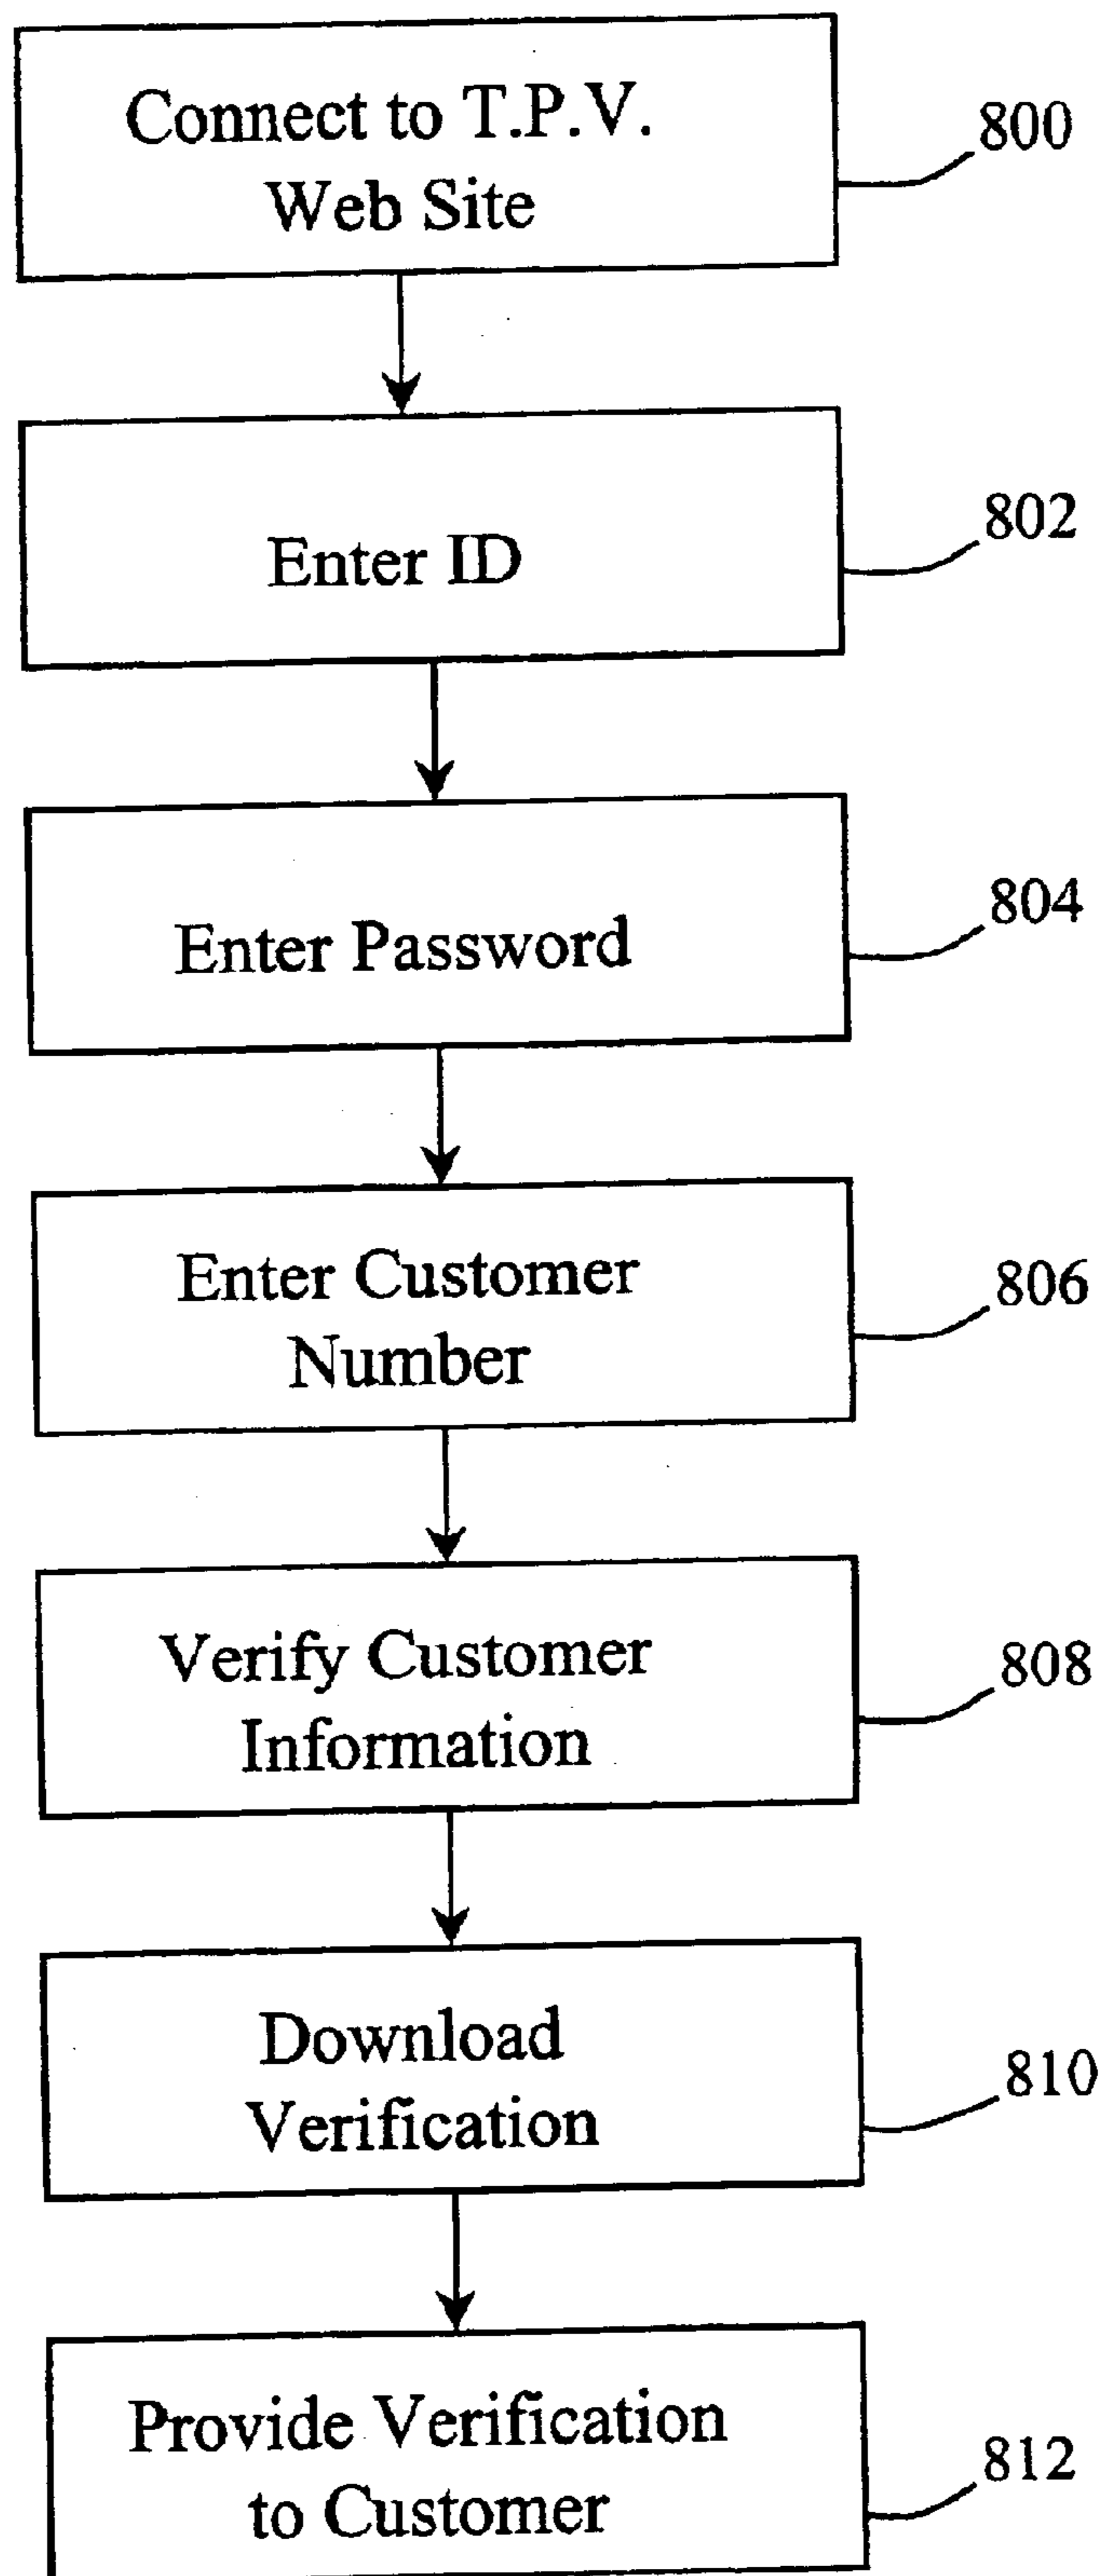 Connect to T.P.V.
Web Site
800
Enter ID
802
Enter Password
804
Enter Customer
Number
806
Verify Customer
Information
808
Download
Verification
810
Provide Verification
to Customer
812